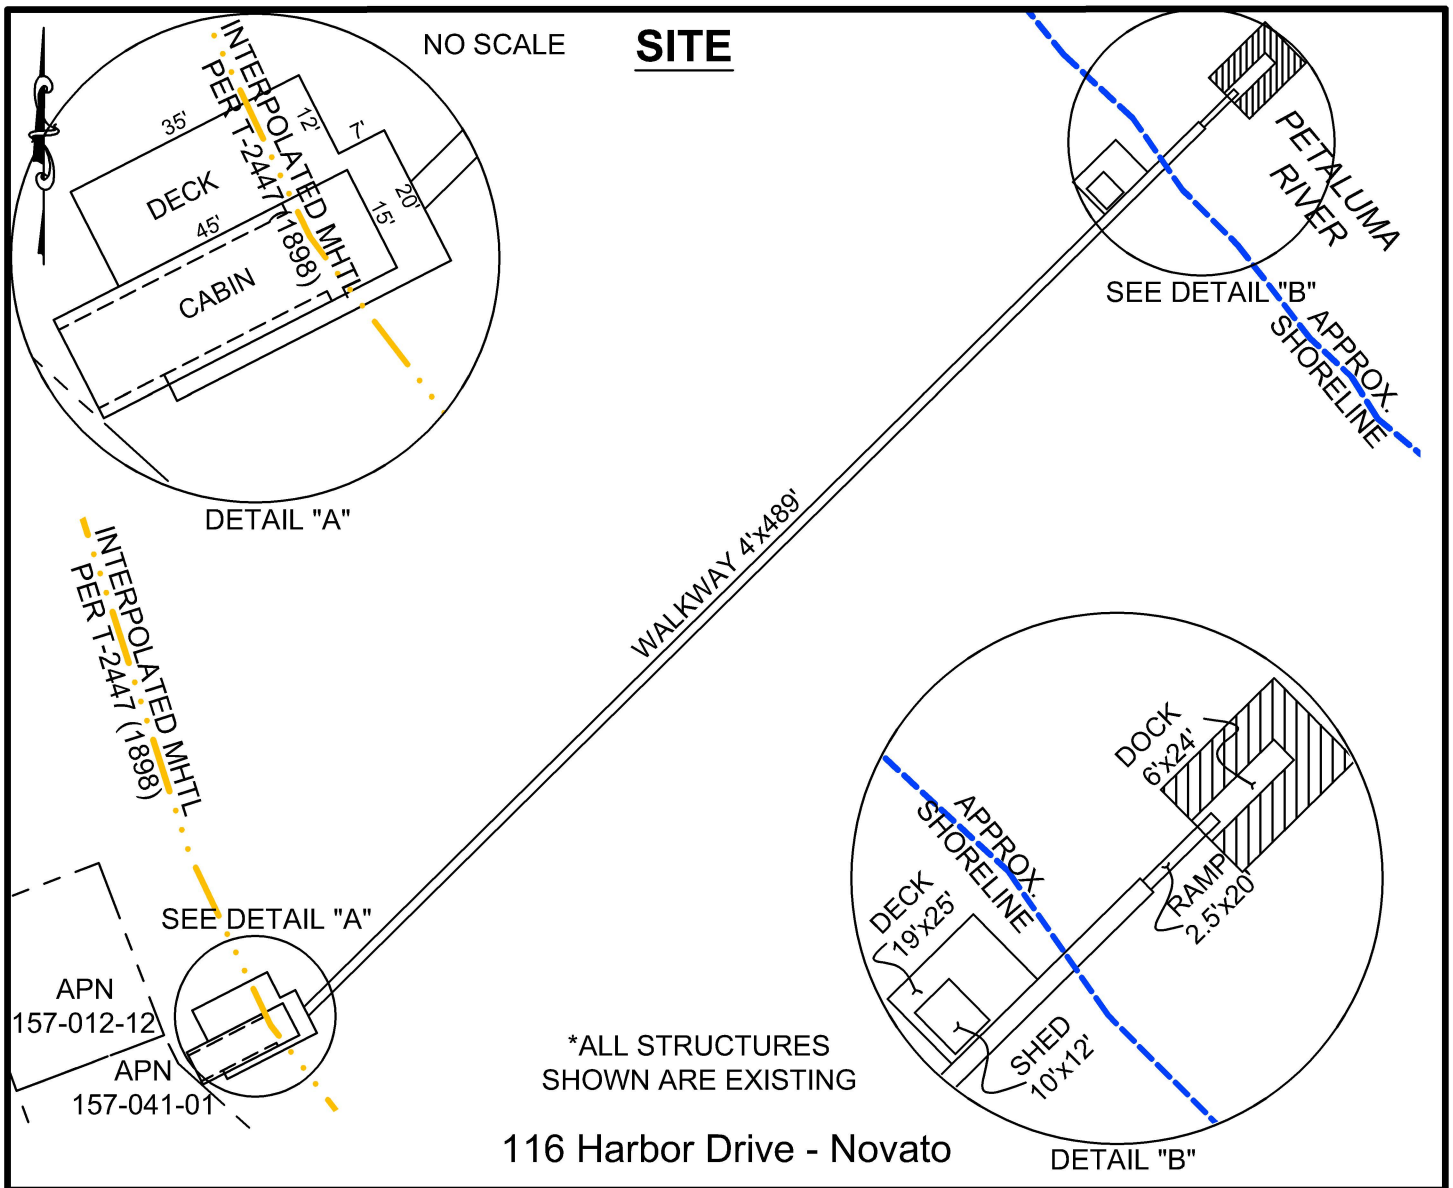 NO SCALE
SITE
INTERPOLATED MHTL
PER T-2447 (1898)
35'
12'
7'
DECK
45'
15'
20'
CABIN
DETAIL "A"
PETALUMA
RIVER
SEE DETAIL "B"
APPROX.
SHORELINE
WALKWAY 4'x489'
INTERPOLATED MHTL
PER T-2447 (1898)
SEE DETAIL "A"
APN
157-012-12
APN
157-041-01
*ALL STRUCTURES
SHOWN ARE EXISTING
116 Harbor Drive - Novato
DOCK
6'x24'
APPROX.
SHORELINE
DECK
19'x25'
RAMP
2.5'x20'
SHED
10'x12'
DETAIL "B"